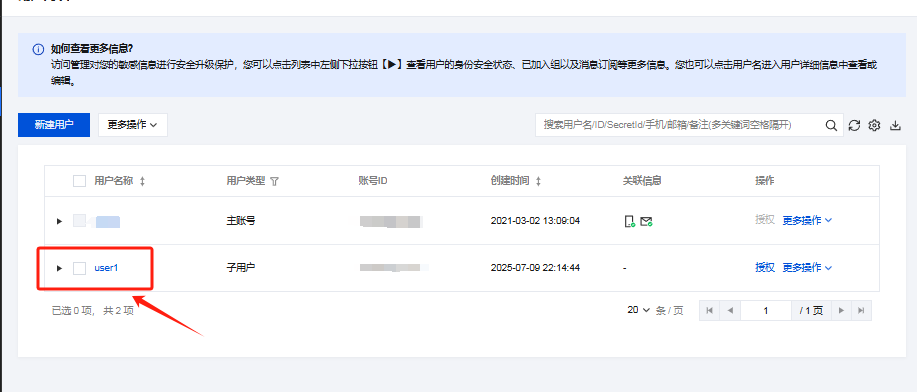 如何查看更多信息?
访问管理对您的敏感信息进行安全升级保护，您可以点击列表中左侧下拉按钮【▶】查看用户的身份安全状态、已加入组以及消息订阅等更多信息。您也可以点击用户名进入用户详细信息中查看或
编辑。
新建用户 更多操作 搜索用户名/ID/SecretId/手机/邮箱/备注(多关键词空格隔开)
用户名称 用户类型 账号ID 创建时间 关联信息 操作
主账号 2021-03-02 13:09:04 授权 更多操作
user1 子用户 2025-07-09 22:14:44 - 授权 更多操作
已选 0 项，共 2 项 20 条 / 页 1 / 1 页